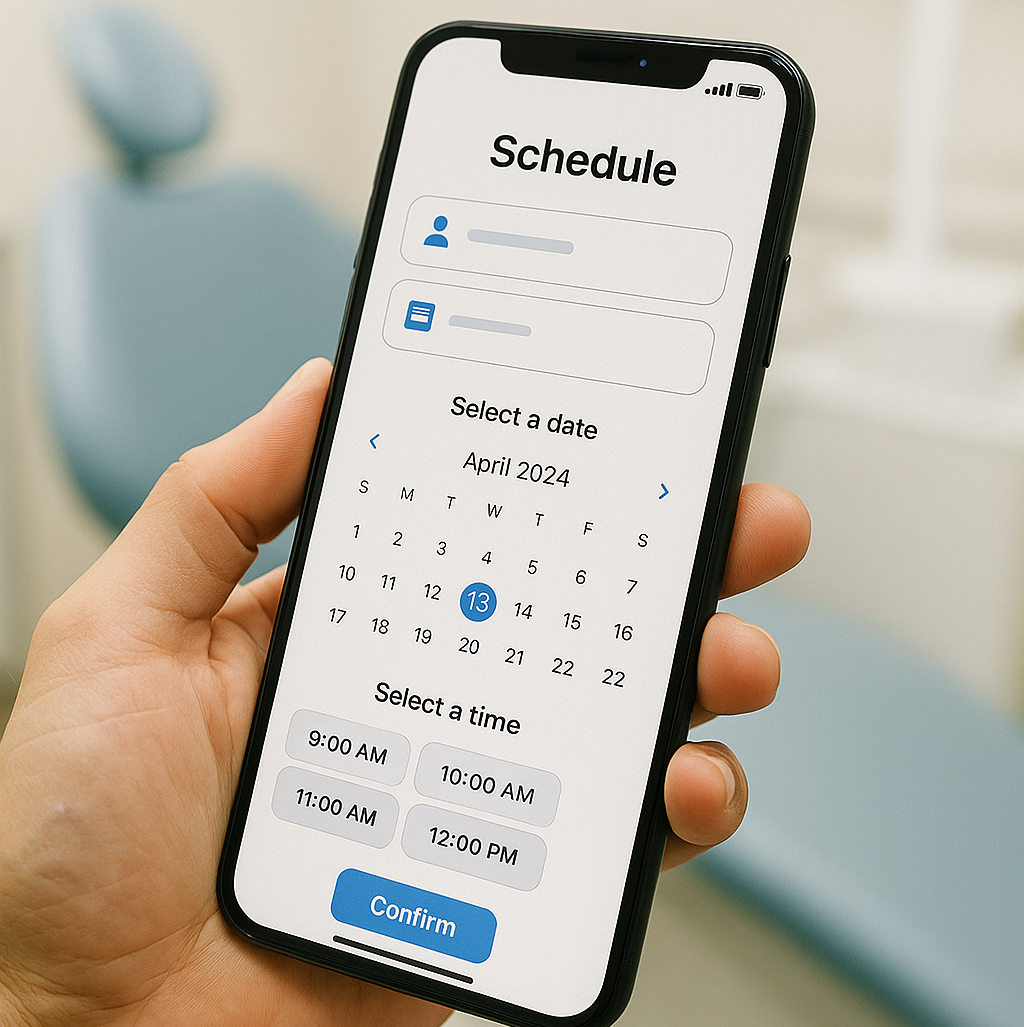 Schedule
Select a date
April 2024
S M T W T F S
1 2 3 4 5 6 7
10 11 12 13 14 15 16
17 18 19 20 21 22 22
Select a time
9:00 AM 10:00 AM
11:00 AM 12:00 PM
Confirm